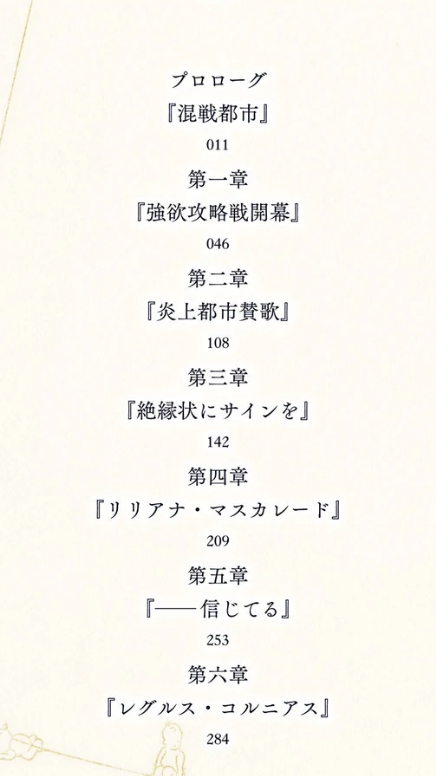 プロローグ
『混戦都市』
011
第一章
『強欲攻略戦開幕』
046
第二章
『炎上都市賛歌』
108
第三章
『絶縁状にサインを』
142
第四章
『リリアナ・マスカレード』
209
第五章
『――信じてる』
253
第六章
『レグルス・コルニアス』
284